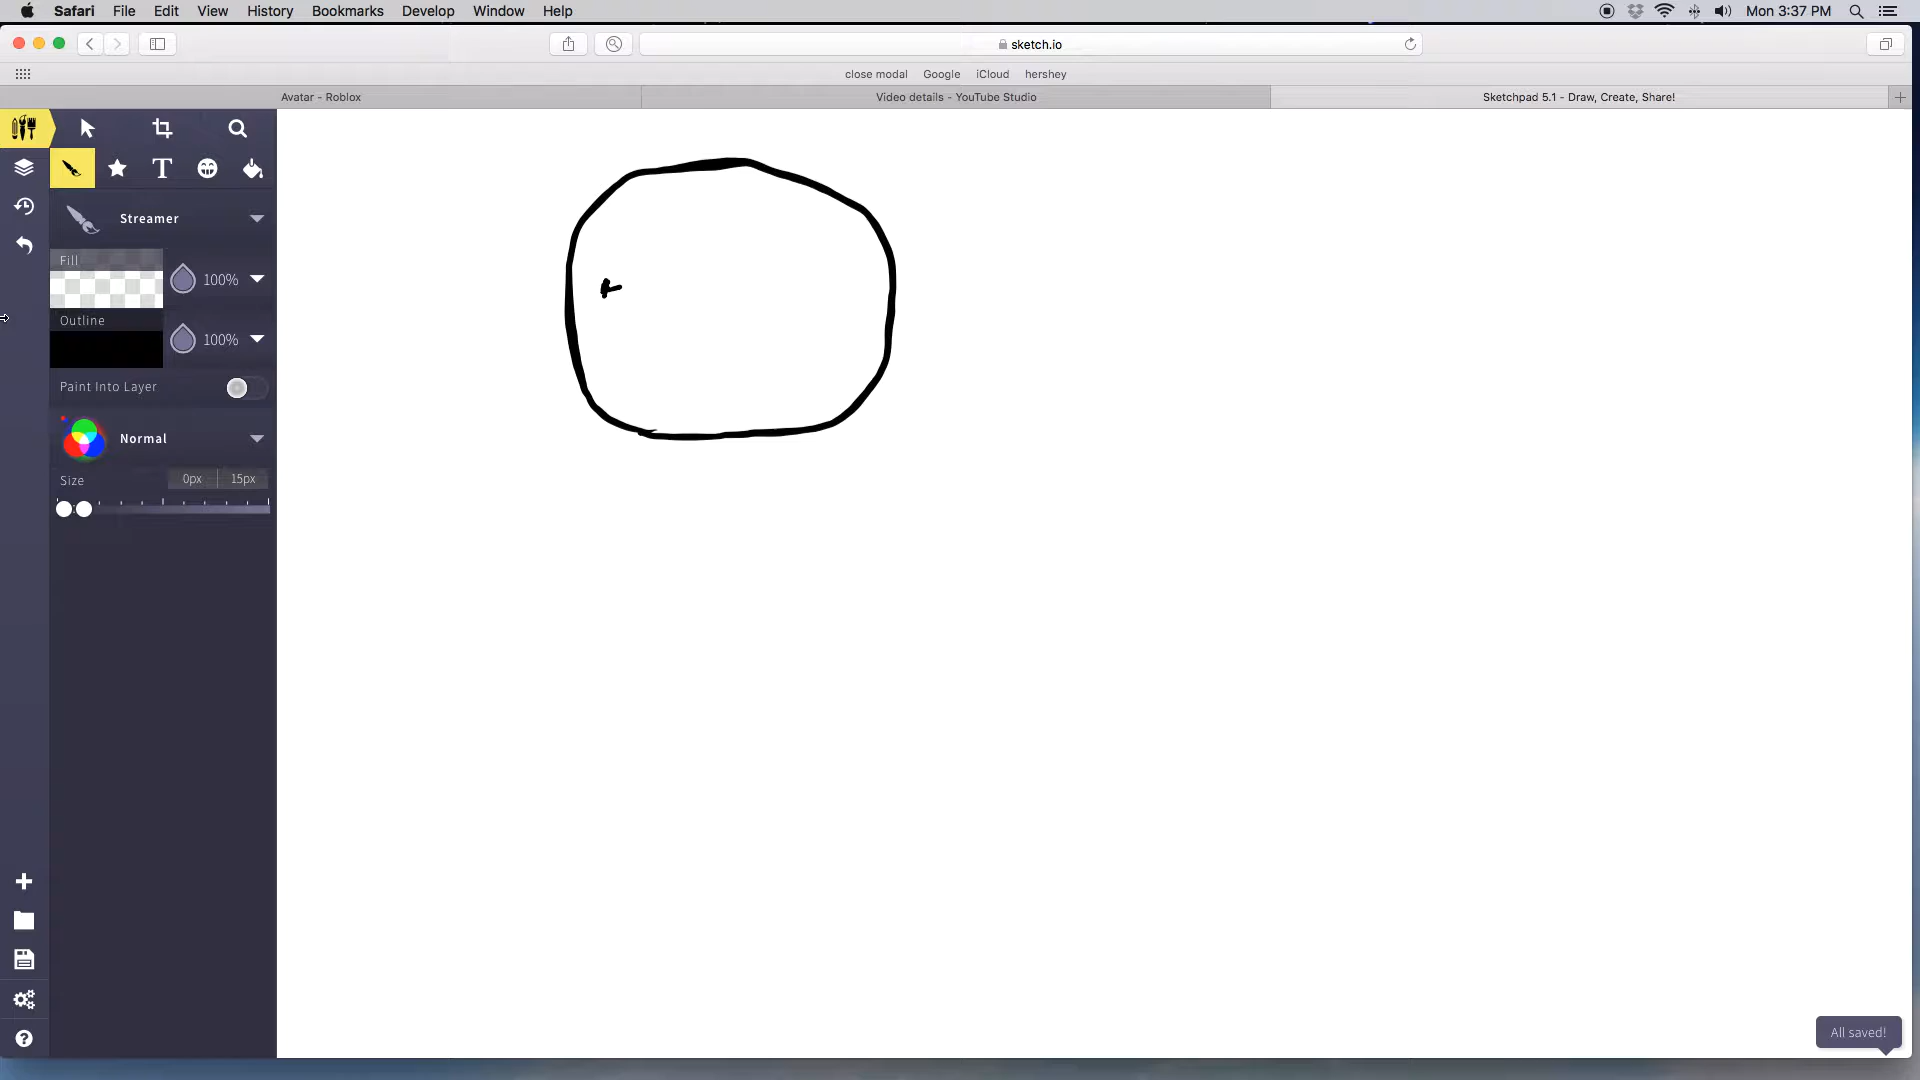 Safari File Edit View History Bookmarks Develop Window Help Mon 3:37 PM
sketch.io
close modal Google iCloud hershey
Avatar - Roblox Video details - YouTube Studio Sketchpad 5.1 - Draw, Create, Share!
T
Streamer
Fill
100%
Outline
100%
Paint Into Layer
Normal
Size 0px 15px
All saved!